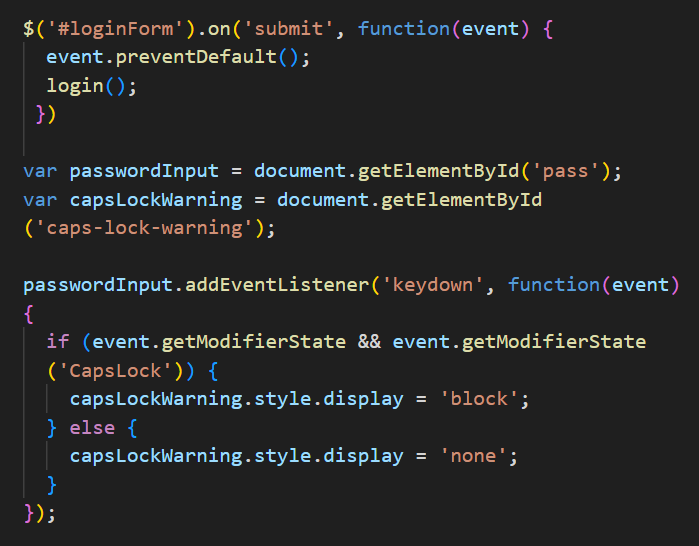 $('#loginForm').on('submit', function(event) {
event.preventDefault();
login();
})
var passwordInput = document.getElementById('pass');
var capsLockWarning = document.getElementById
('caps-lock-warning');
passwordInput.addEventListener('keydown', function(event)
{
if (event.getModifierState && event.getModifierState
('CapsLock')) {
capsLockWarning.style.display = 'block';
} else {
capsLockWarning.style.display = 'none';
}
});